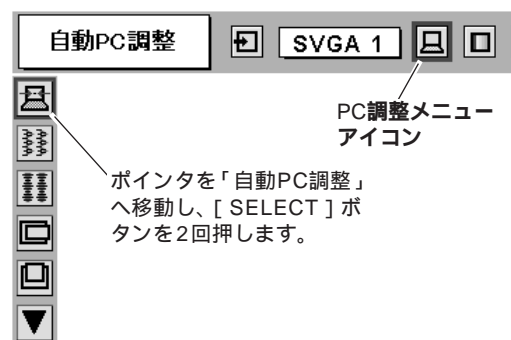 自動PC調整
SVGA 1
PC調整メニュー
アイコン
ポインタを「自動PC調整」
へ移動し、[ SELECT ] ボ
タンを2回押します。